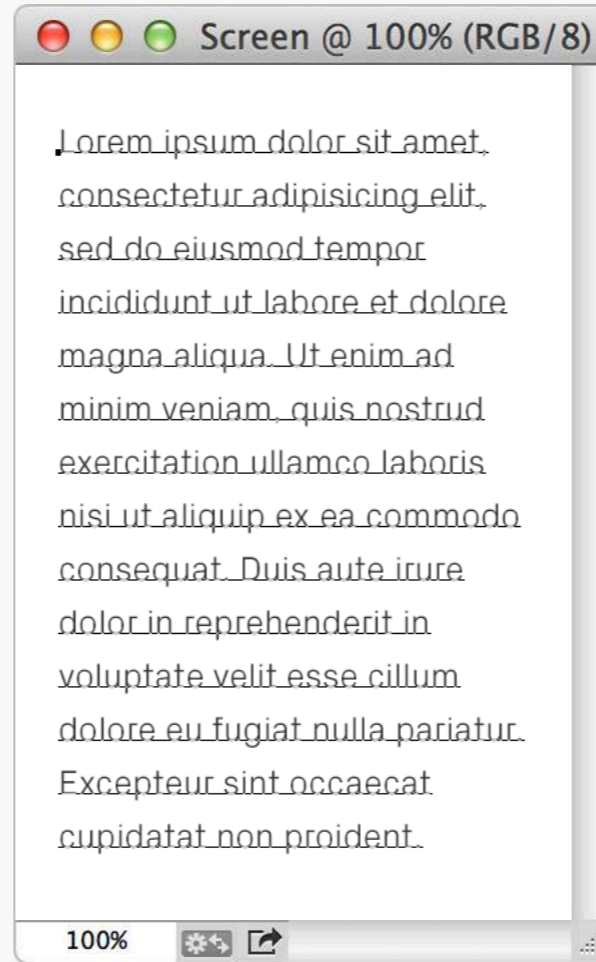 Screen @ 100% (RGB/8)
Lorem ipsum dolor sit amet,
consectetur adipisicing elit,
sed do eiusmod tempor
incididunt ut labore et dolore
magna aliqua. Ut enim ad
minim veniam, quis nostrud
exercitation ullamco laboris
nisi ut aliquip ex ea commodo
consequat. Duis aute irure
dolor in reprehenderit in
voluptate velit esse cillum
dolore eu fugiat nulla pariatur.
Excepteur sint occaecat
cupidatat non proident.
100%